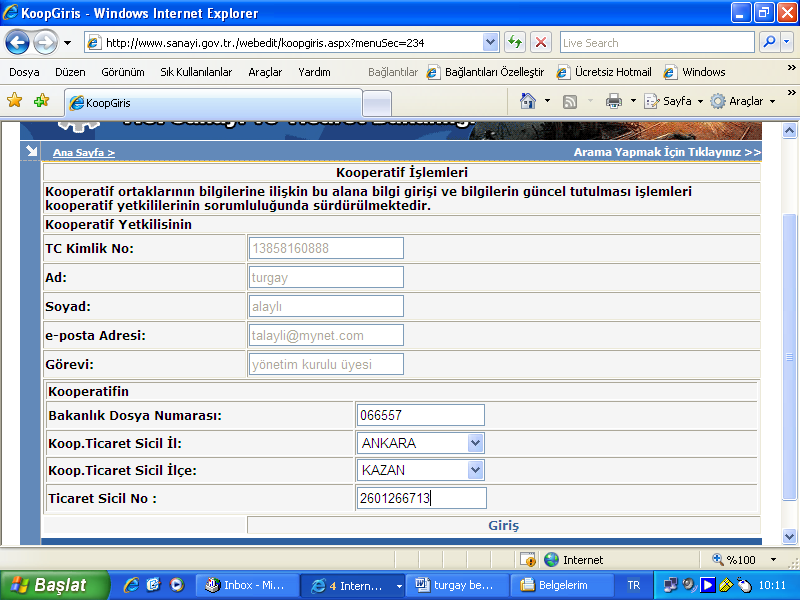 KoopGiris - Windows Internet Explorer
http://www.sanayi.gov.tr./webedit/koopgiris.aspx?menuSec=234
Live Search
Dosya Düzen Görünüm Sık Kullanılanlar Araçlar Yardım Bağlantılar Bağlantıları Özelleştir Ücretsiz Hotmail Windows »
KoopGiris Sayfa Araçlar »
Ana Sayfa > Arama Yapmak İçin Tıklayınız >>
Kooperatif İşlemleri
Kooperatif ortaklarının bilgilerine ilişkin bu alana bilgi girişi ve bilgilerin güncel tutulması işlemleri
kooperatif yetkililerinin sorumluluğunda sürdürülmektedir.
Kooperatif Yetkilisinin
TC Kimlik No: 13858160888
Ad: turgay
Soyad: alaylı
e-posta Adresi: talayli@mynet.com
Görevi: yönetim kurulu üyesi
Kooperatifin
Bakanlık Dosya Numarası: 066557
Koop.Ticaret Sicil İl: ANKARA
Koop.Ticaret Sicil İlçe: KAZAN
Ticaret Sicil No : 2601266713
Giriş
Internet %100
Başlat Inbox - Mi... 4 Intern... turgay be... Belgelerim TR 10:11